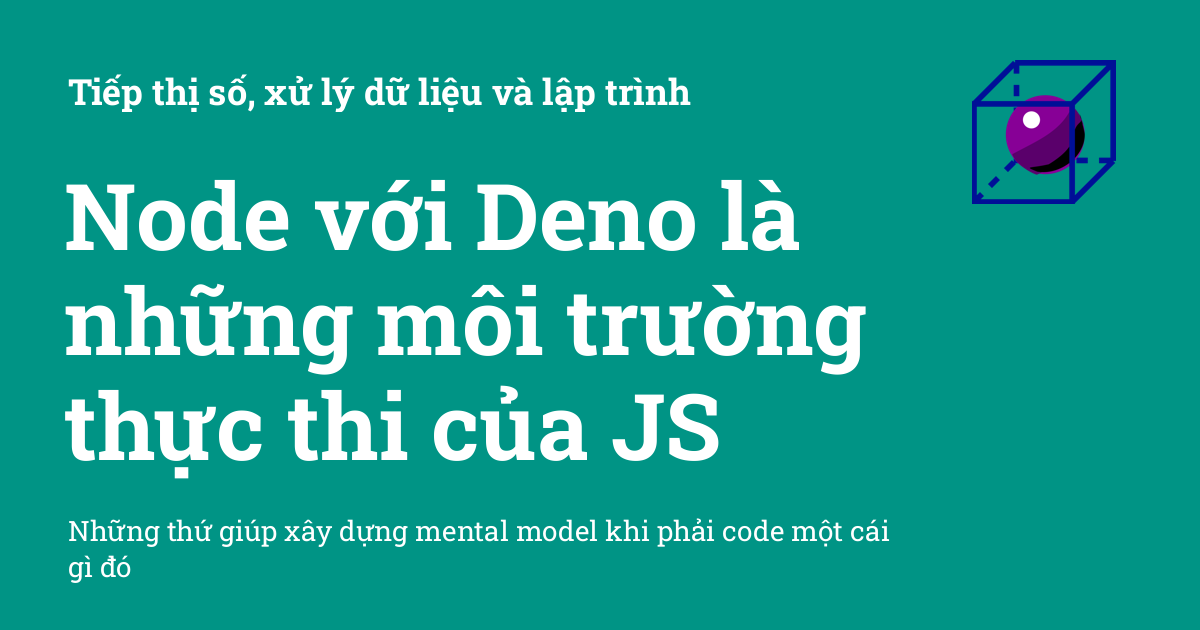 Tiếp thị số, xử lý dữ liệu và lập trình
Node với Deno là
những môi trường
thực thi của JS
Những thứ giúp xây dựng mental model khi phải code một cái
gì đó